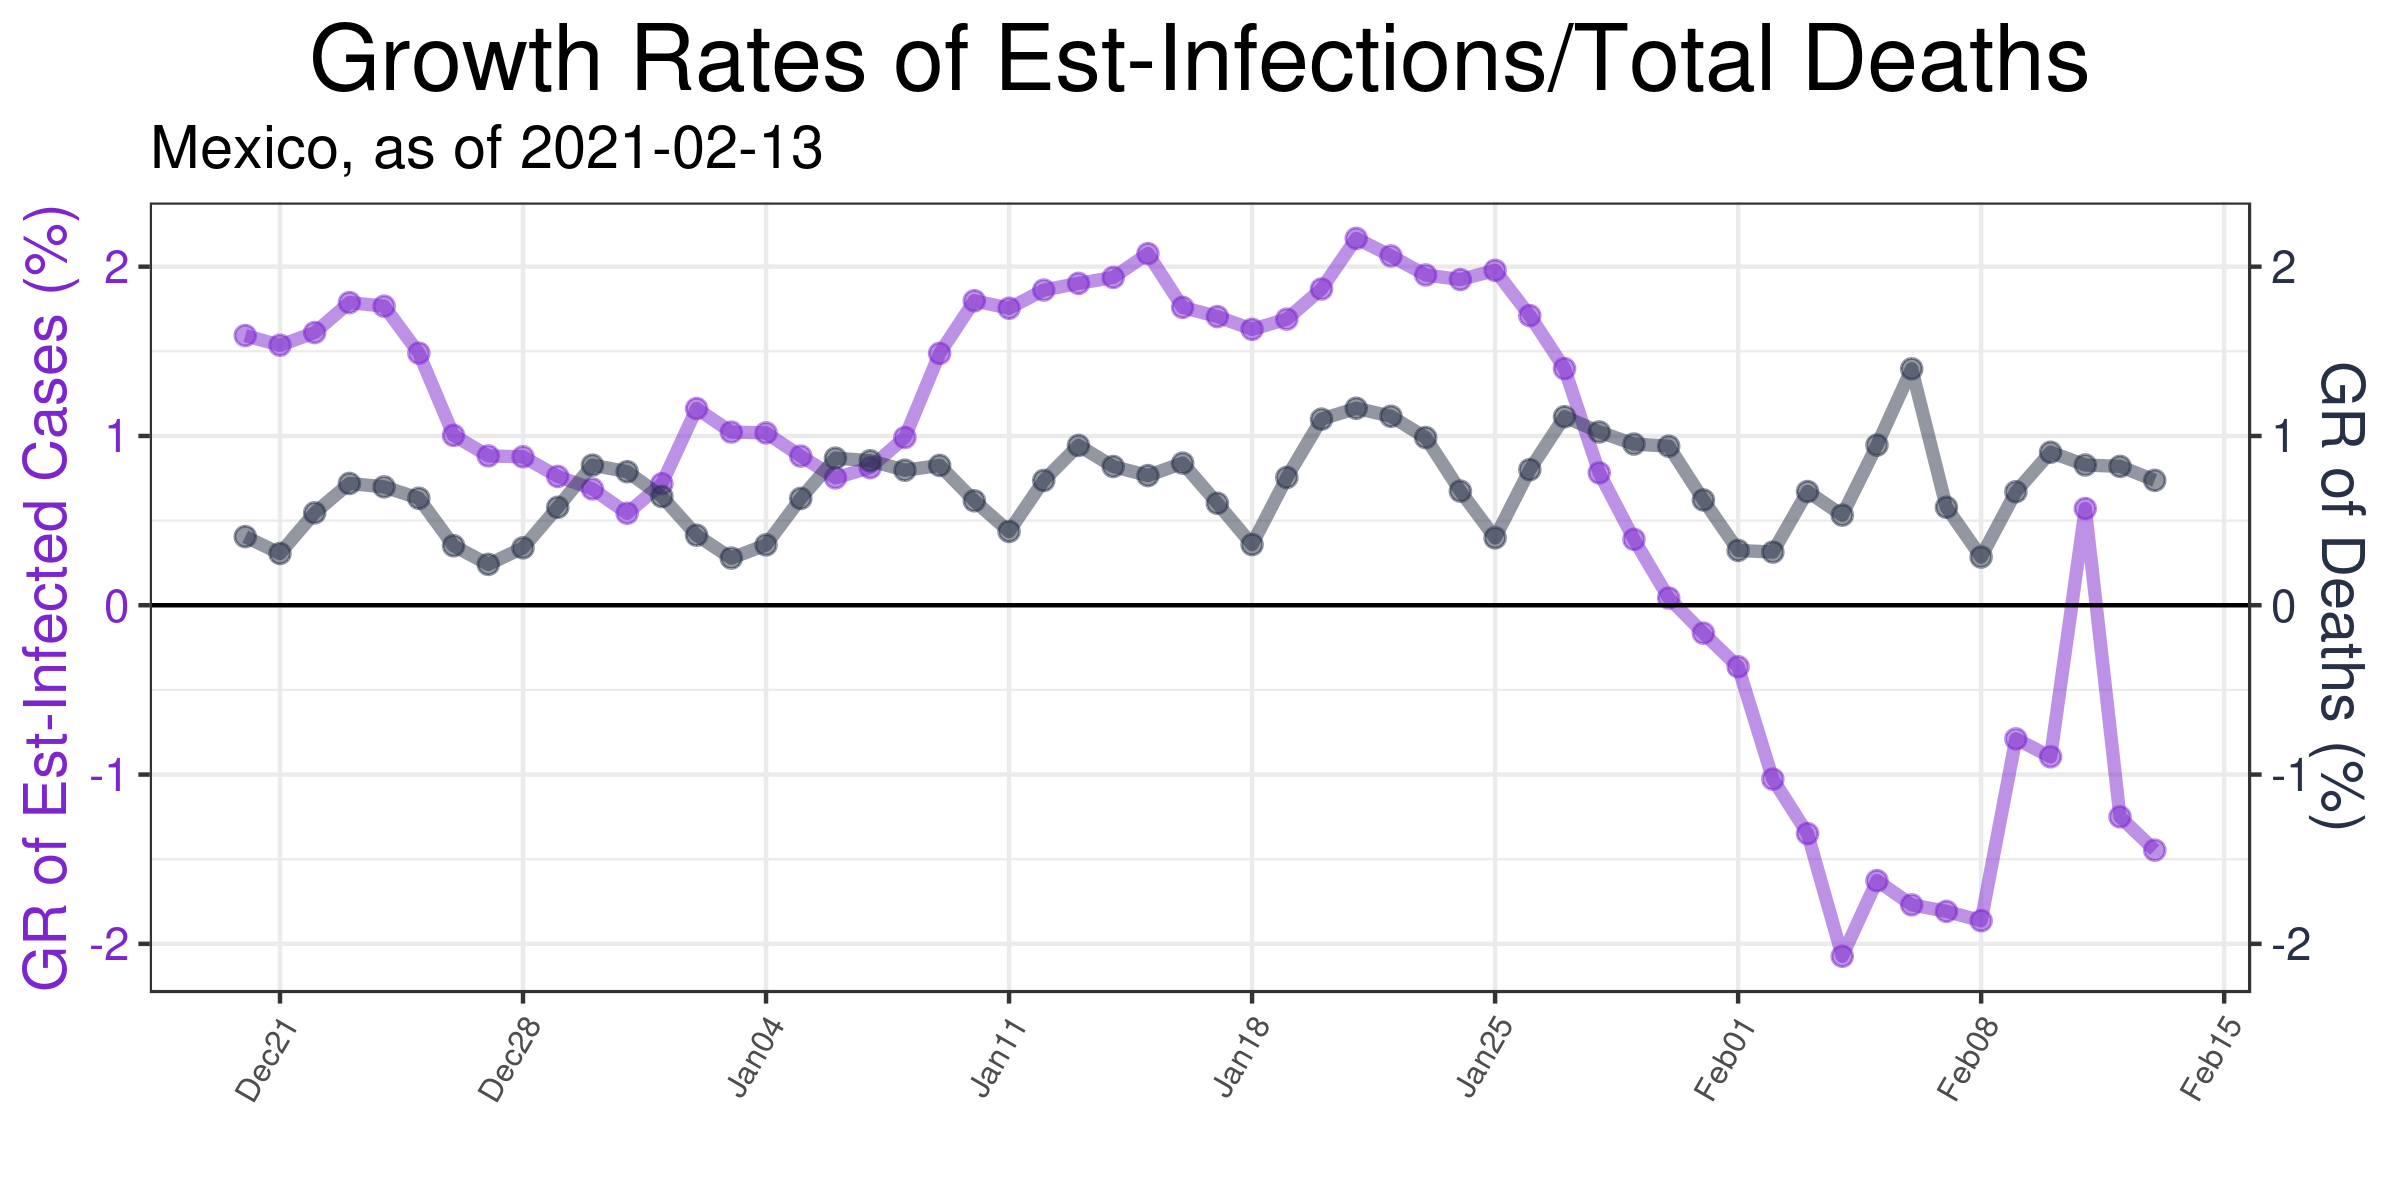 Growth Rates of Est-Infections/Total Deaths
Mexico, as of 2021-02-13
GR of Est-Infected Cases (%)
2
1
0
-1
-2
2
1
0
-1
-2
GR of Deaths (%)
Dec21
Dec28
Jan04
Jan11
Jan18
Jan25
Feb01
Feb08
Feb15